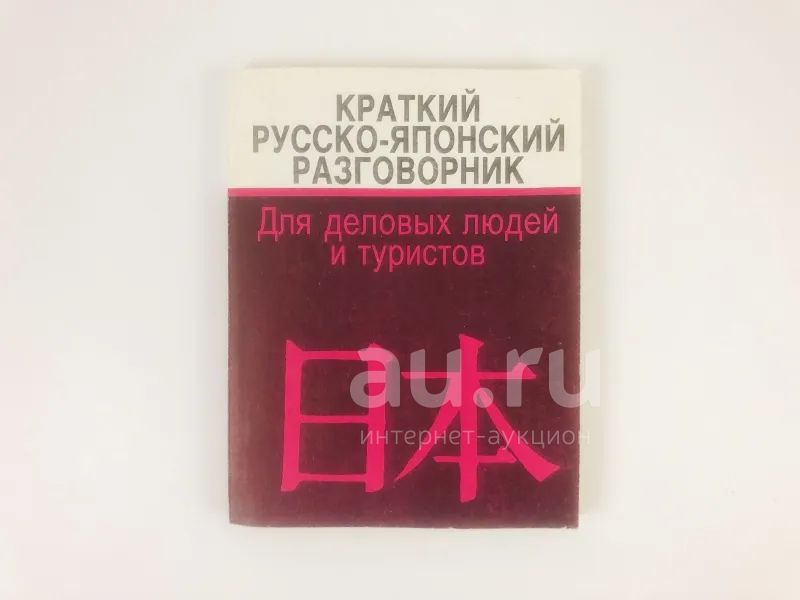 КРАТКИЙ
РУССКО-ЯПОНСКИЙ
РАЗГОВОРНИК
Для деловых людей
и туристов
日本
au.ru
интернет-аукцион